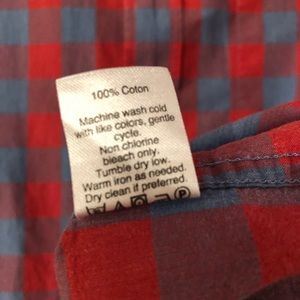 100% Coton
Machine wash cold
with like colors, gentle
cycle.
Non chlorine
bleach only.
Tumble dry low.
Warm iron as needed.
Dry clean if preferred.
P